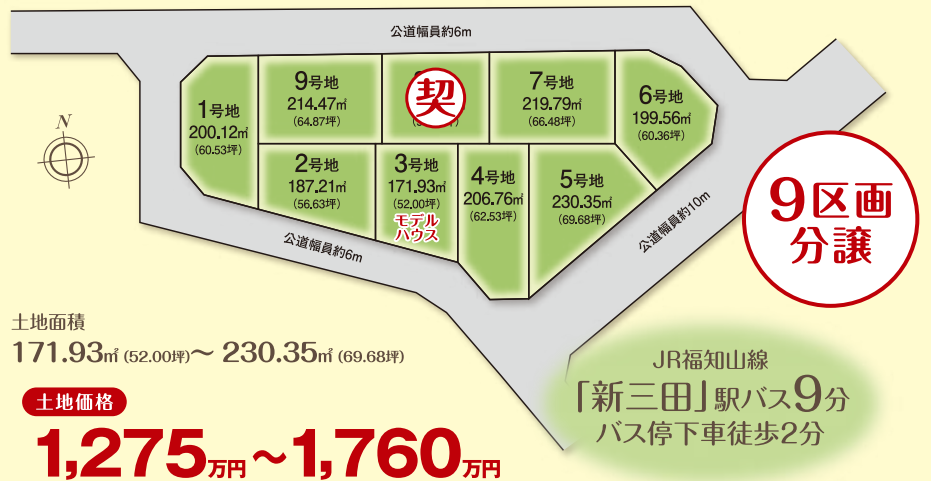 公道幅員約6m
1号地
200.12㎡
(60.53坪)
9号地
214.47㎡
(64.87坪)
契
7号地
219.79㎡
(66.48坪)
6号地
199.56㎡
(60.36坪)
N
2号地
187.21㎡
(56.63坪)
3号地
171.93㎡
(52.00坪)
モデル
ハウス
4号地
206.76㎡
(62.53坪)
5号地
230.35㎡
(69.68坪)
公道幅員約6m
公道幅員約10m
9区画
分譲
土地面積
171.93㎡(52.00坪)～230.35㎡(69.68坪)
土地価格
1,275万円～1,760万円
JR福知山線
「新三田」駅バス9分
バス停下車徒歩2分